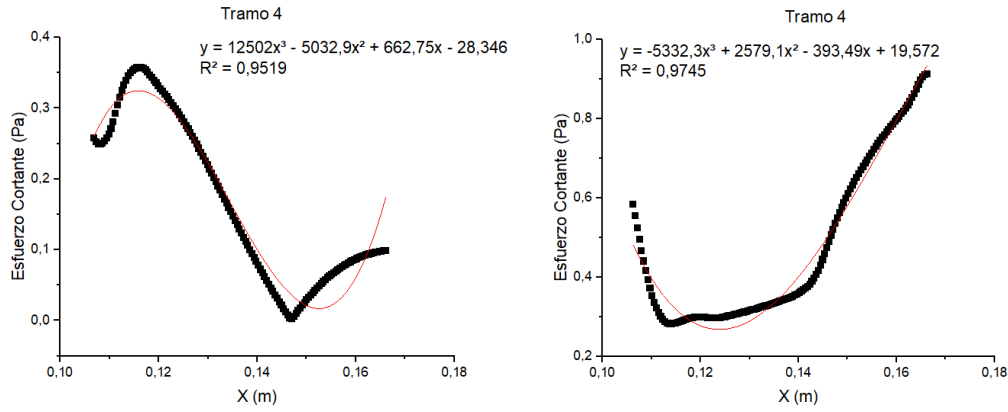 Tramo 4
y = 12502x³ - 5032,9x² + 662,75x - 28,346
R² = 0,9519
Esfuerzo Cortante (Pa)
0,4
0,3
0,2
0,1
0,0
0,10 0,12 0,14 0,16 0,18
X (m)
Tramo 4
y = -5332,3x³ + 2579,1x² - 393,49x + 19,572
R² = 0,9745
Esfuerzo Cortante (Pa)
1,0
0,8
0,6
0,4
0,2
0,10 0,12 0,14 0,16 0,18
X (m)